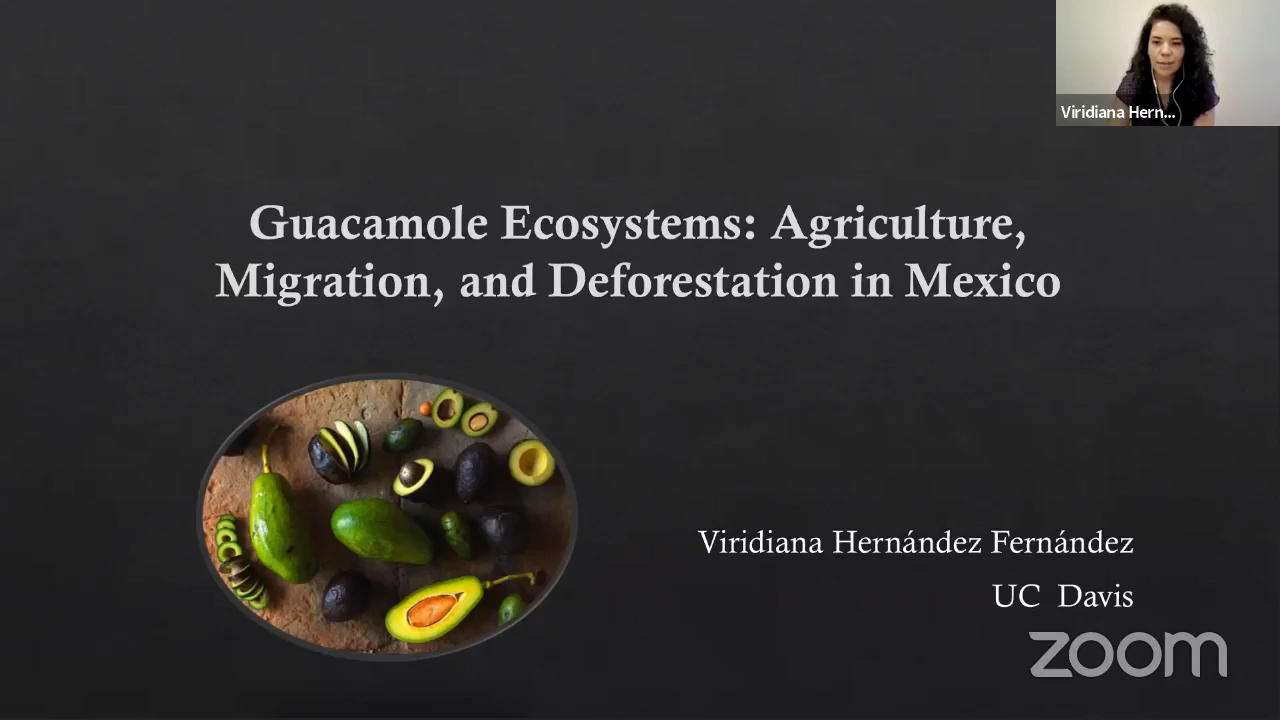 Viridiana Hern...
Guacamole Ecosystems: Agriculture,
Migration, and Deforestation in Mexico
Viridiana Hernández Fernández
UC Davis
zoom